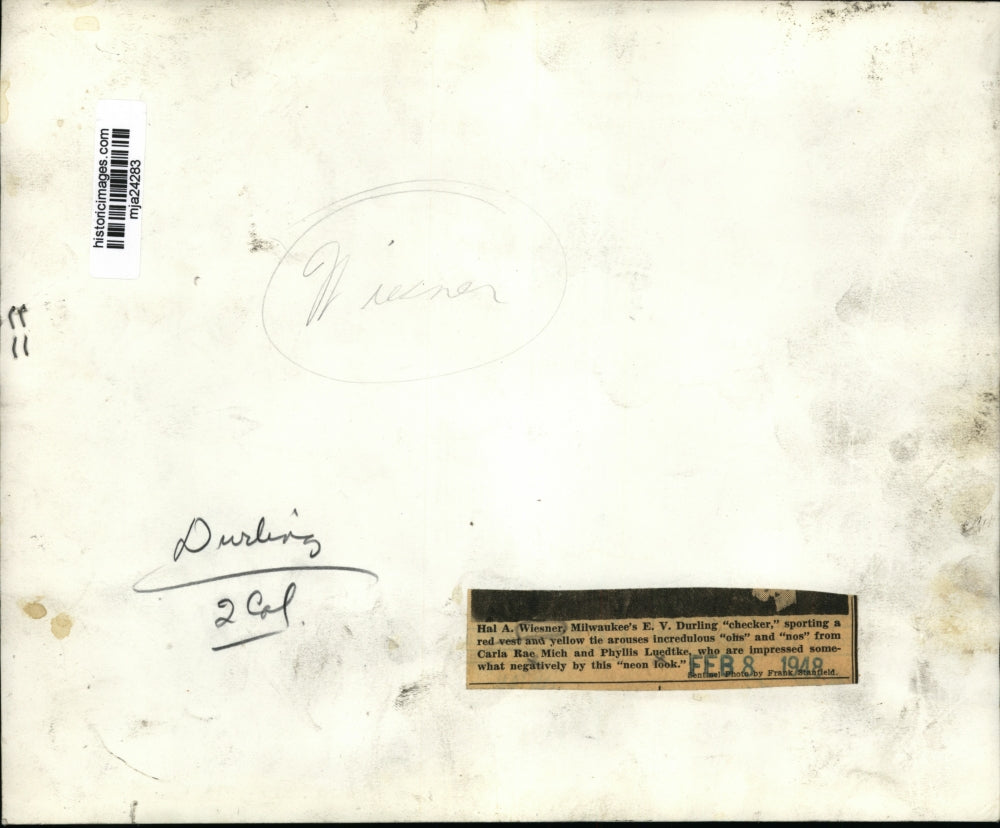 historicimages.com
mja24283
Wiesner
11
Durling
2 Col.
Hal A. Wiesner, Milwaukee's E. V. Durling "checker," sporting a
red vest and yellow tie arouses incredulous "ohs" and "nos" from
Carla Rae Mich and Phyllis Luedtke, who are impressed some-
what negatively by this "neon look."
FEB 8 1948
Sentinel Photo by Frank Stanfield.